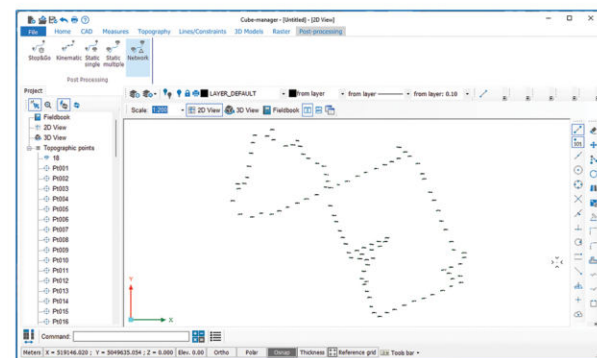 Cube-manager - [Untitled] - [2D View]
File Home CAD Measures Topography Lines/Constraints 3D Models Raster Post-processing
Stop&Go Kinematic Static single Static multiple Network
Post Processing
Project
LAYER_DEFAULT from layer from layer from layer: 0.10
Scale: 1:200 2D View 3D View Fieldbook
Fieldbook
2D View
3D View
Topographic points
18
Pt001
Pt002
Pt003
Pt004
Pt005
Pt006
Pt007
Pt008
Pt009
Pt010
Pt011
Pt012
Pt013
Pt014
Pt015
Pt016
Y
X
Command:
Meters X = 519146.020 ; Y = 5049635.054 ; Z = 0.000 Elev. 0.00 Ortho Polar Osnap Thickness Reference grid Tools bar